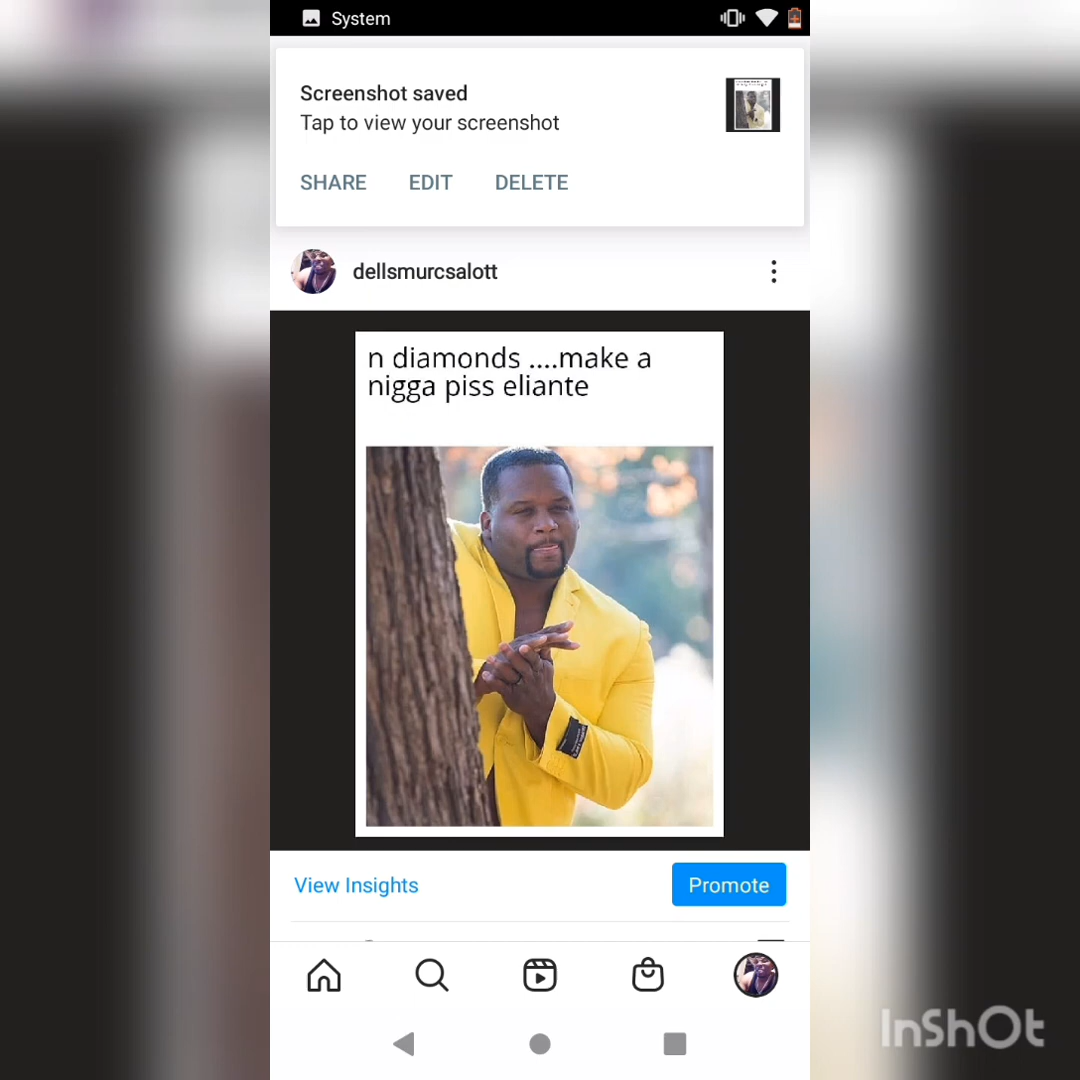 System
Screenshot saved
Tap to view your screenshot
SHARE EDIT DELETE
dellsmurcsalott
n diamonds ....make a
nigga piss eliante
View Insights
Promote
InShOt